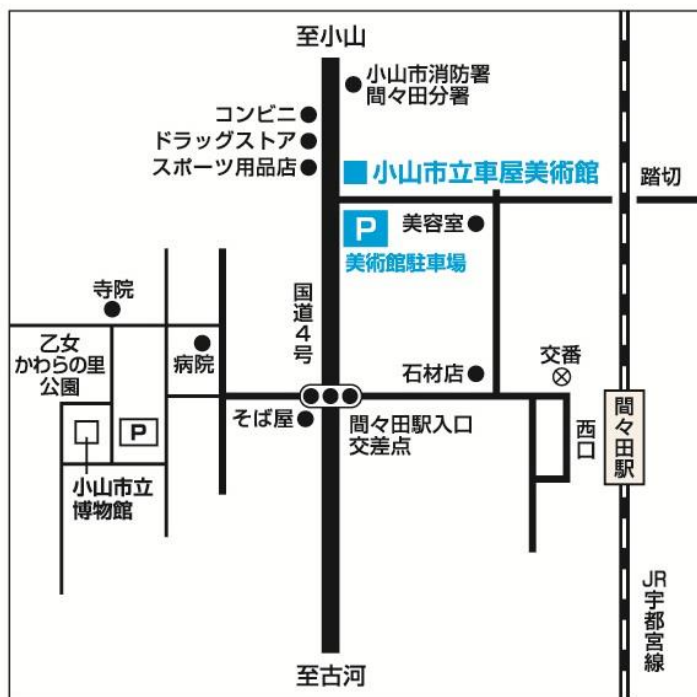 至小山
小山市消防署
間々田分署
コンビニ
ドラッグストア
スポーツ用品店
小山市立車屋美術館
踏切
P
美容室
美術館駐車場
寺院
国道4号
乙女
かわらの里
公園
病院
石材店
交番
P
そば屋
間々田駅入口
交差点
西口
間々田駅
小山市立
博物館
JR宇都宮線
至古河